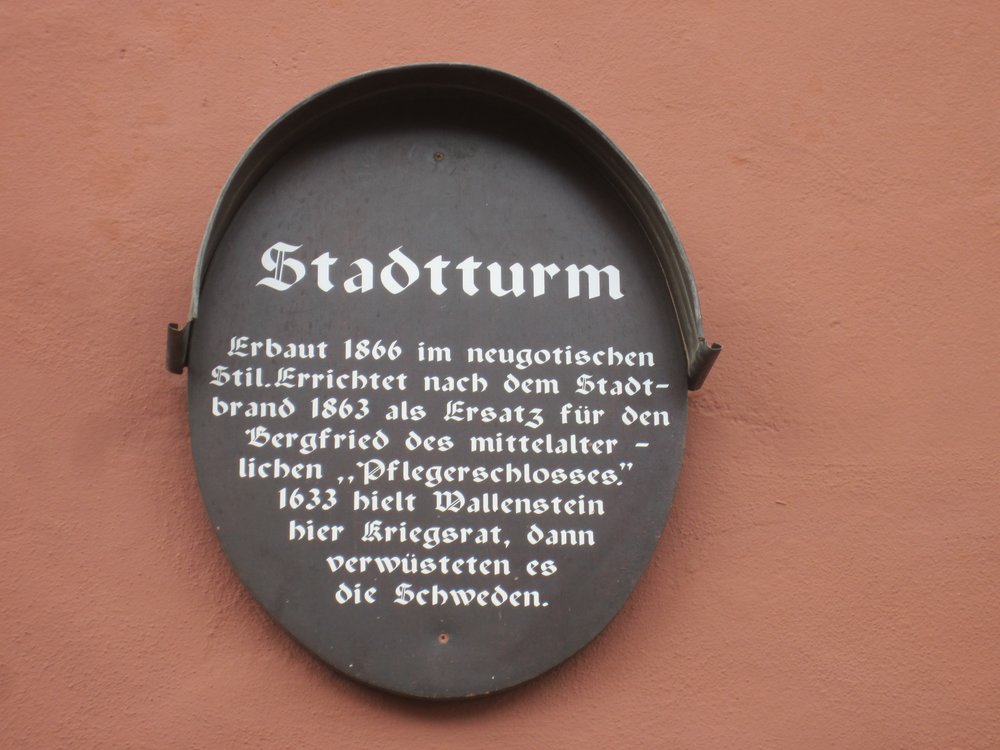 Stadtturm
Erbaut 1866 im neugotischen
Stil. Errichtet nach dem Stadt-
brand 1863 als Ersatz für den
Bergfried des mittelalter -
lichen „Pflegerschlosses.”
1633 hielt Wallenstein
hier Kriegsrat, dann
verwüsteten es
die Schweden.